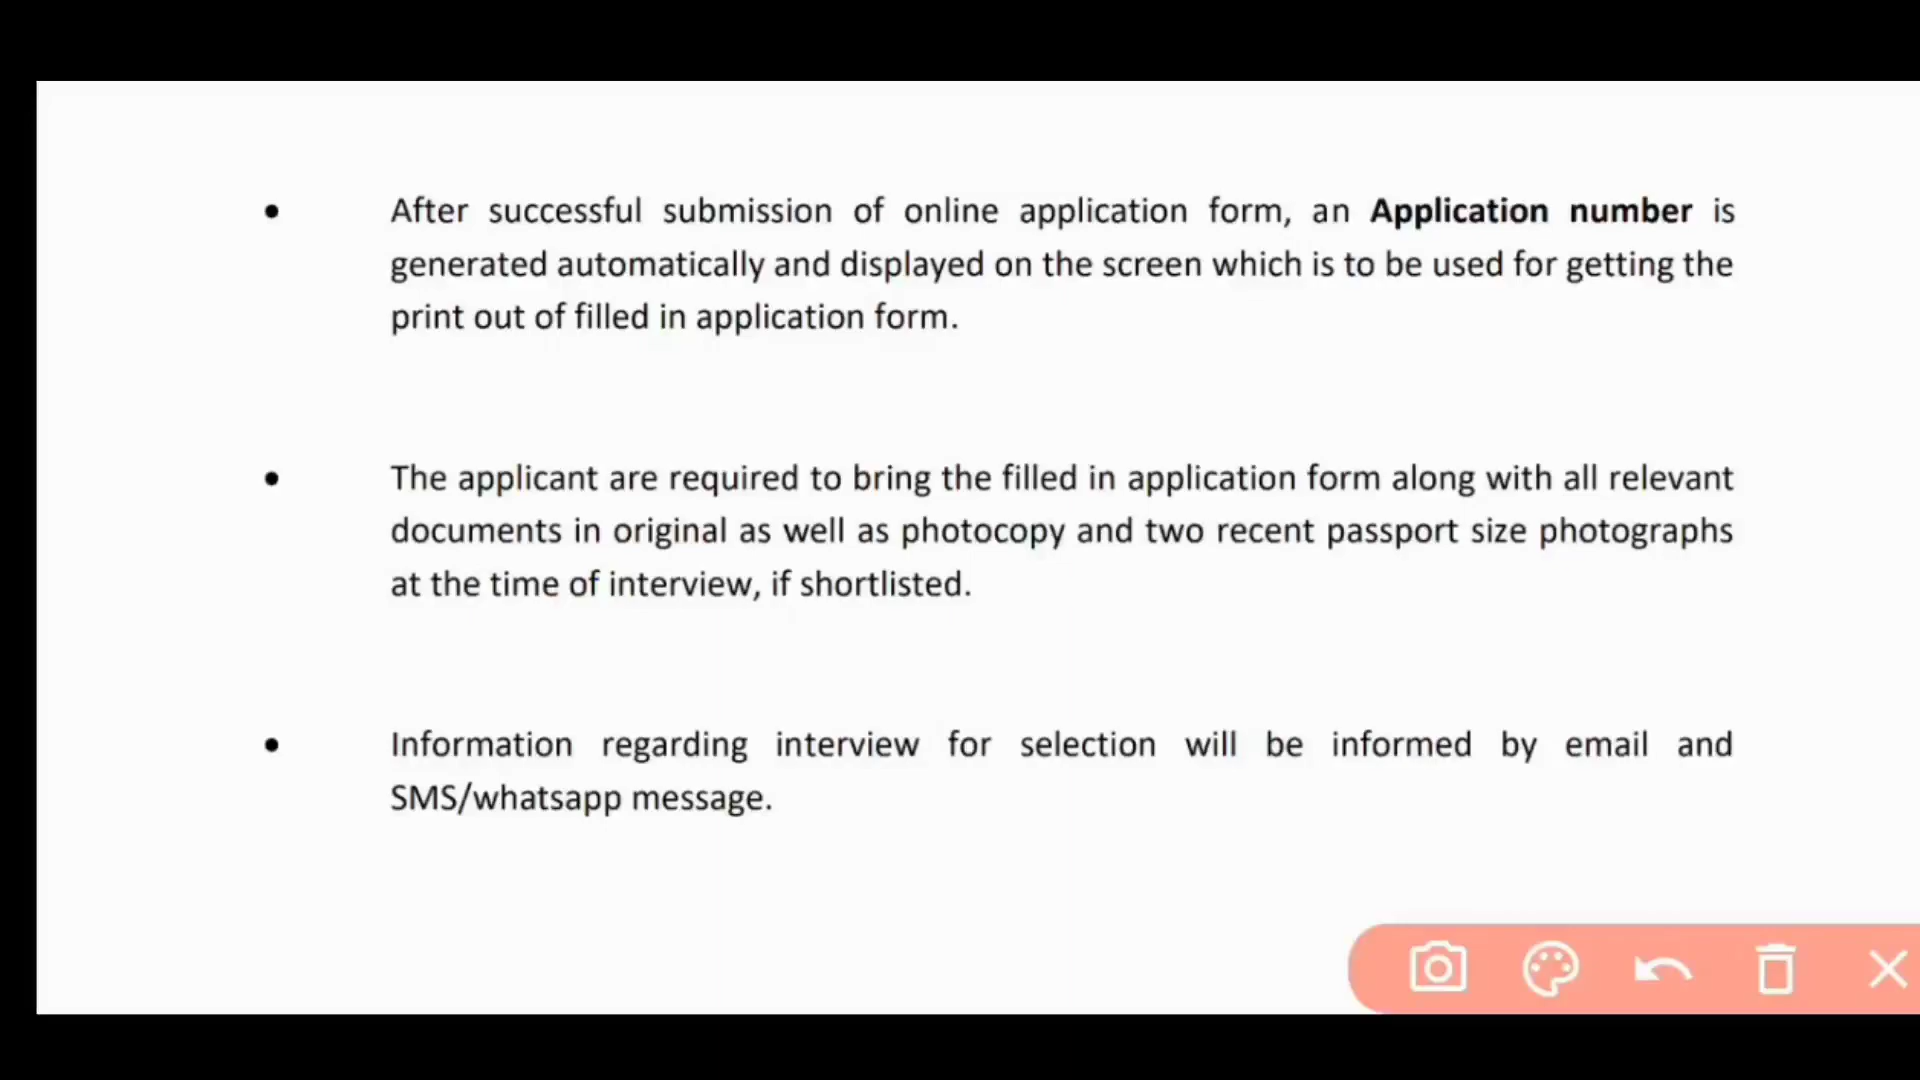 • After successful submission of online application form, an Application number is
generated automatically and displayed on the screen which is to be used for getting the
print out of filled in application form.
• The applicant are required to bring the filled in application form along with all relevant
documents in original as well as photocopy and two recent passport size photographs
at the time of interview, if shortlisted.
• Information regarding interview for selection will be informed by email and
SMS/whatsapp message.